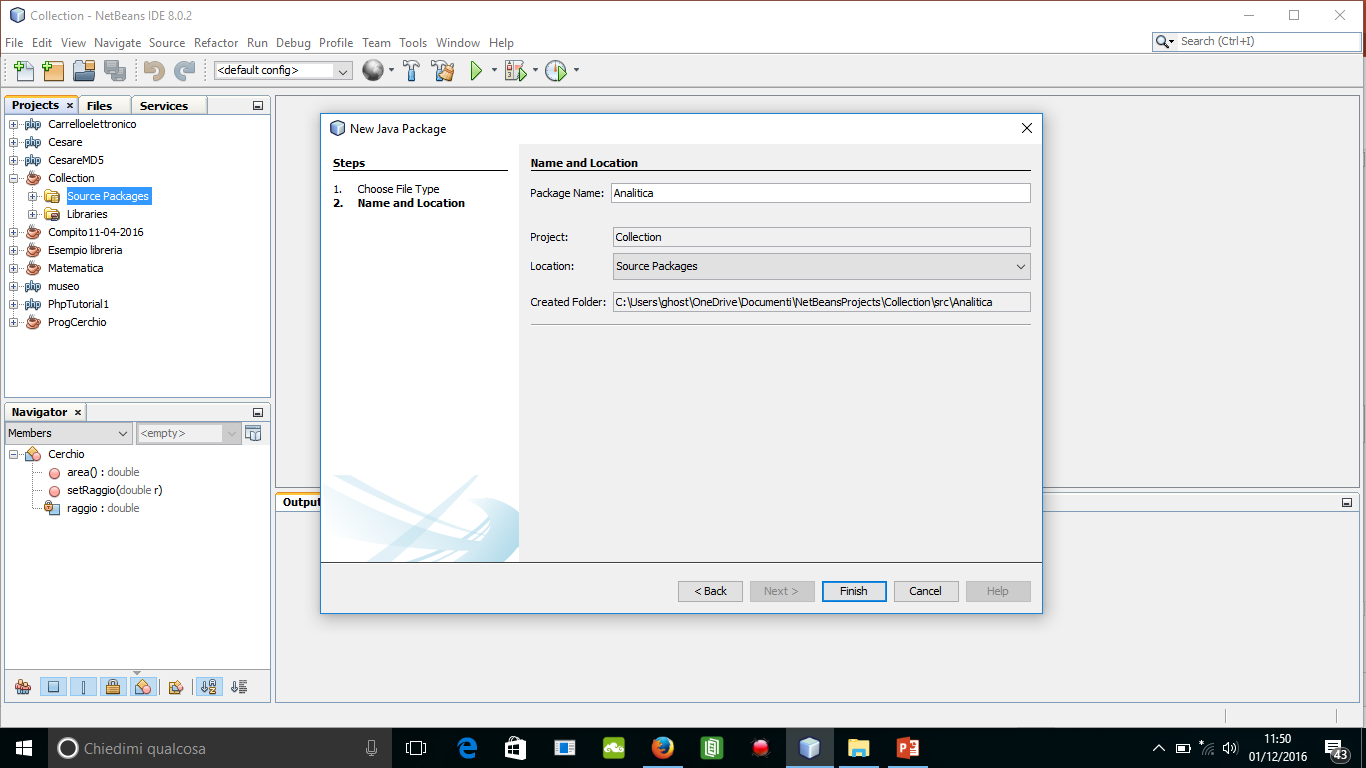 Collection - NetBeans IDE 8.0.2
File Edit View Navigate Source Refactor Run Debug Profile Team Tools Window Help
Search (Ctrl+I)
<default config>
Projects
Files
Services
php Carrelloelettronico
php Cesare
php CesareMD5
Collection
Source Packages
Libraries
Compito11-04-2016
Esempio libreria
Matematica
php museo
php PhpTutorial1
ProgCerchio
Navigator
Members
<empty>
Cerchio
area() : double
setRaggio(double r)
raggio : double
Output
New Java Package
Steps
1. Choose File Type
2. Name and Location
Name and Location
Package Name: Analitica
Project: Collection
Location: Source Packages
Created Folder: C:\Users\ghost\OneDrive\Documenti\NetBeansProjects\Collection\src\Analitica
< Back
Next >
Finish
Cancel
Help
Chiedimi qualcosa
11:50
01/12/2016
43